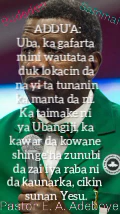 ADDU'A:
Uba, ka gafarta
mini wautata a
duk lokacin da
na yi ta tunanin
ka manta da ni.
Ka taimake ni
ya Ubangiji, ka
kawar da kowane
shinge na zunubi
da zai iya raba ni
da kaunarka, cikin
sunan Yesu.
Pastor E. A. Adeboye